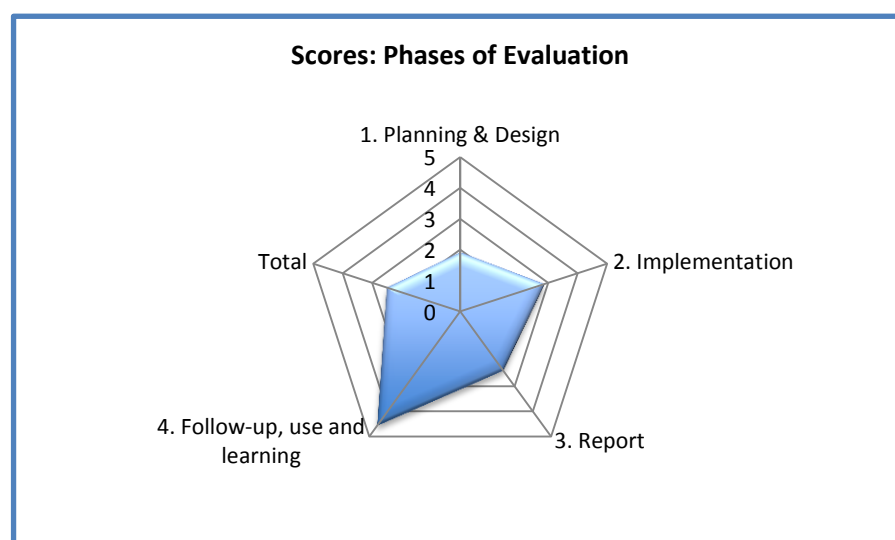 Scores: Phases of Evaluation
1. Planning & Design
5
4
3
2
1
0
Total
2. Implementation
4. Follow-up, use and
learning
3. Report